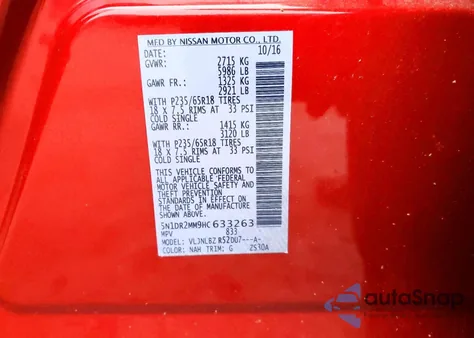 MFD BY NISSAN MOTOR CO., LTD.
DATE: 10/16
GVWR: 2715 KG
5986 LB
GAWR FR.: 1325 KG
2921 LB
WITH P235/65R18 TIRES
18 x 7.5 RIMS AT 33 PSI
COLD SINGLE
GAWR RR.: 1415 KG
3120 LB
WITH P235/65R18 TIRES
18 x 7.5 RIMS AT 33 PSI
COLD SINGLE
THIS VEHICLE CONFORMS TO
ALL APPLICABLE FEDERAL
MOTOR VEHICLE SAFETY AND
THEFT PREVENTION
STANDARDS IN EFFECT ON
THE DATE OF MANUFACTURE
SHOWN ABOVE.
5N1DR2MM9HC633263
MPV 833
MODEL: VLJNLBZ R52DU7---A-
COLOR: NAH TRIM: G 2530A
autoSnap